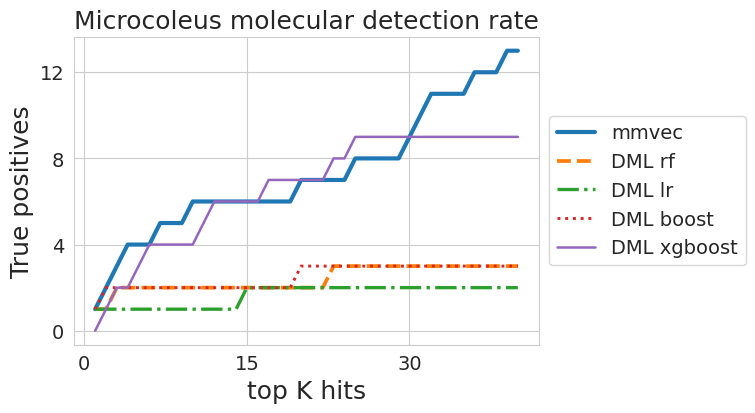 Microcoleus molecular detection rate
True positives
12
8
4
0
0
15
30
top K hits
mmvec
DML rf
DML lr
DML boost
DML xgboost